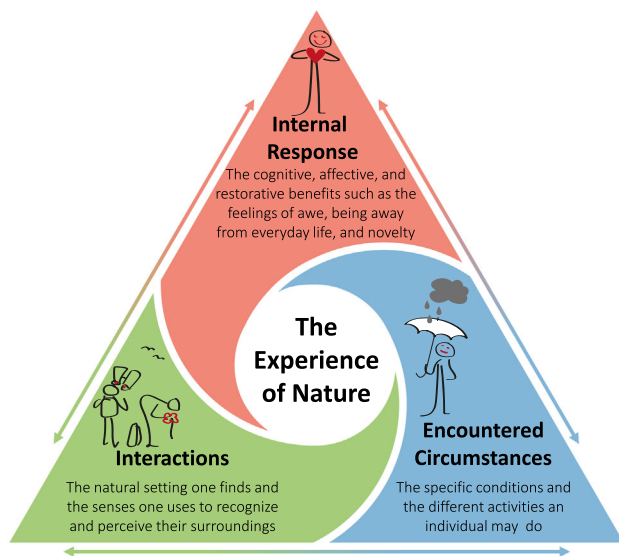 Internal
Response
The cognitive, affective, and
restorative benefits such as the
feelings of awe, being away
from everyday life, and novelty
The
Experience
of Nature
Interactions
The natural setting one finds and
the senses one uses to recognize
and perceive their surroundings
Encountered
Circumstances
The specific conditions and
the different activities an
individual may do